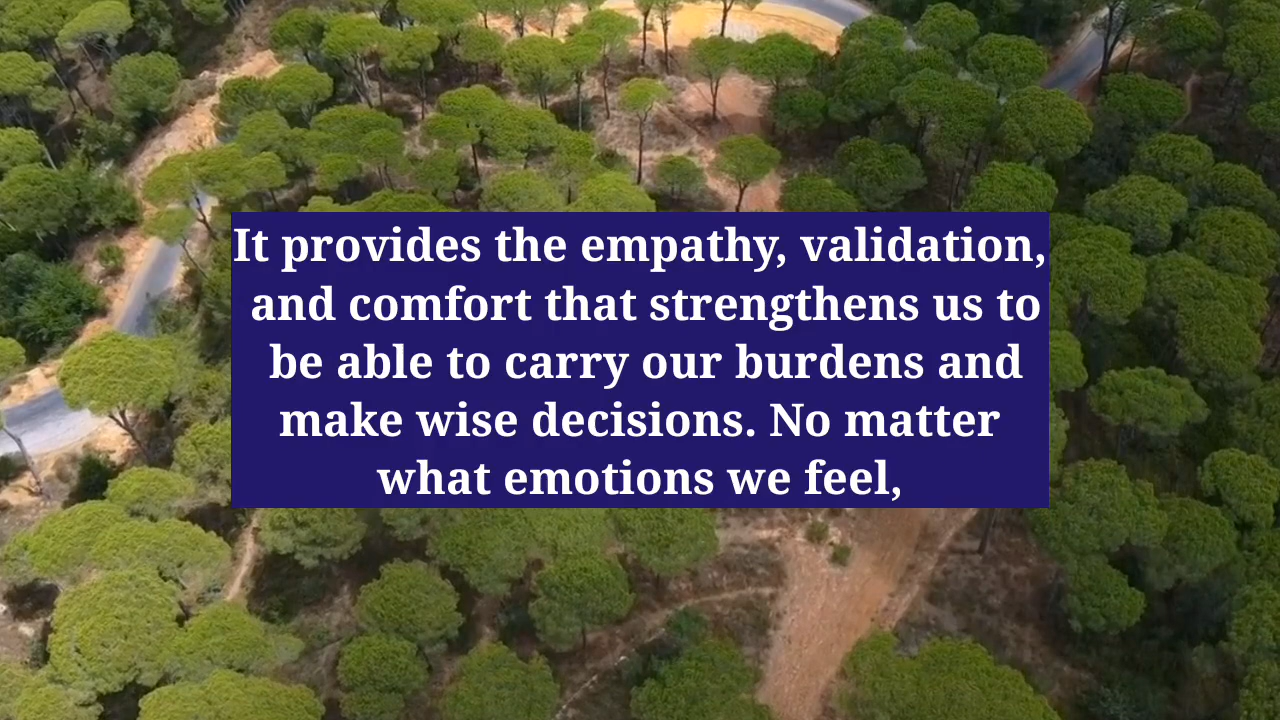 It provides the empathy, validation,
and comfort that strengthens us to
be able to carry our burdens and
make wise decisions. No matter
what emotions we feel,